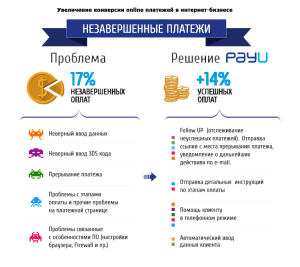 Увеличение конверсии online платежей в интернет-бизнесе
НЕЗАВЕРШЕННЫЕ ПЛАТЕЖИ
Проблема
17%
НЕЗАВЕРШЕННЫХ
ОПЛАТ
Неверный ввод данных
Неверный ввод 3DS кода
Прерывание платежа
Проблемы с этапами
оплаты и прочие проблемы
на платежной странице
Проблемы связанные
с особенностями ПО (настройки
браузера, Firewall и пр.)
Решение PayU
+14%
УСПЕШНЫХ
ОПЛАТ
Follow UP (отслеживание
неуспешных платежей). Отправка
ссылки с места прерывания платежа,
уведомление о дальнейших
действиях по e-mail.
Отправка детальных инструкций
по этапам оплаты
Помощь клиенту
в телефонном режиме
Автоматический ввод
данных клиента